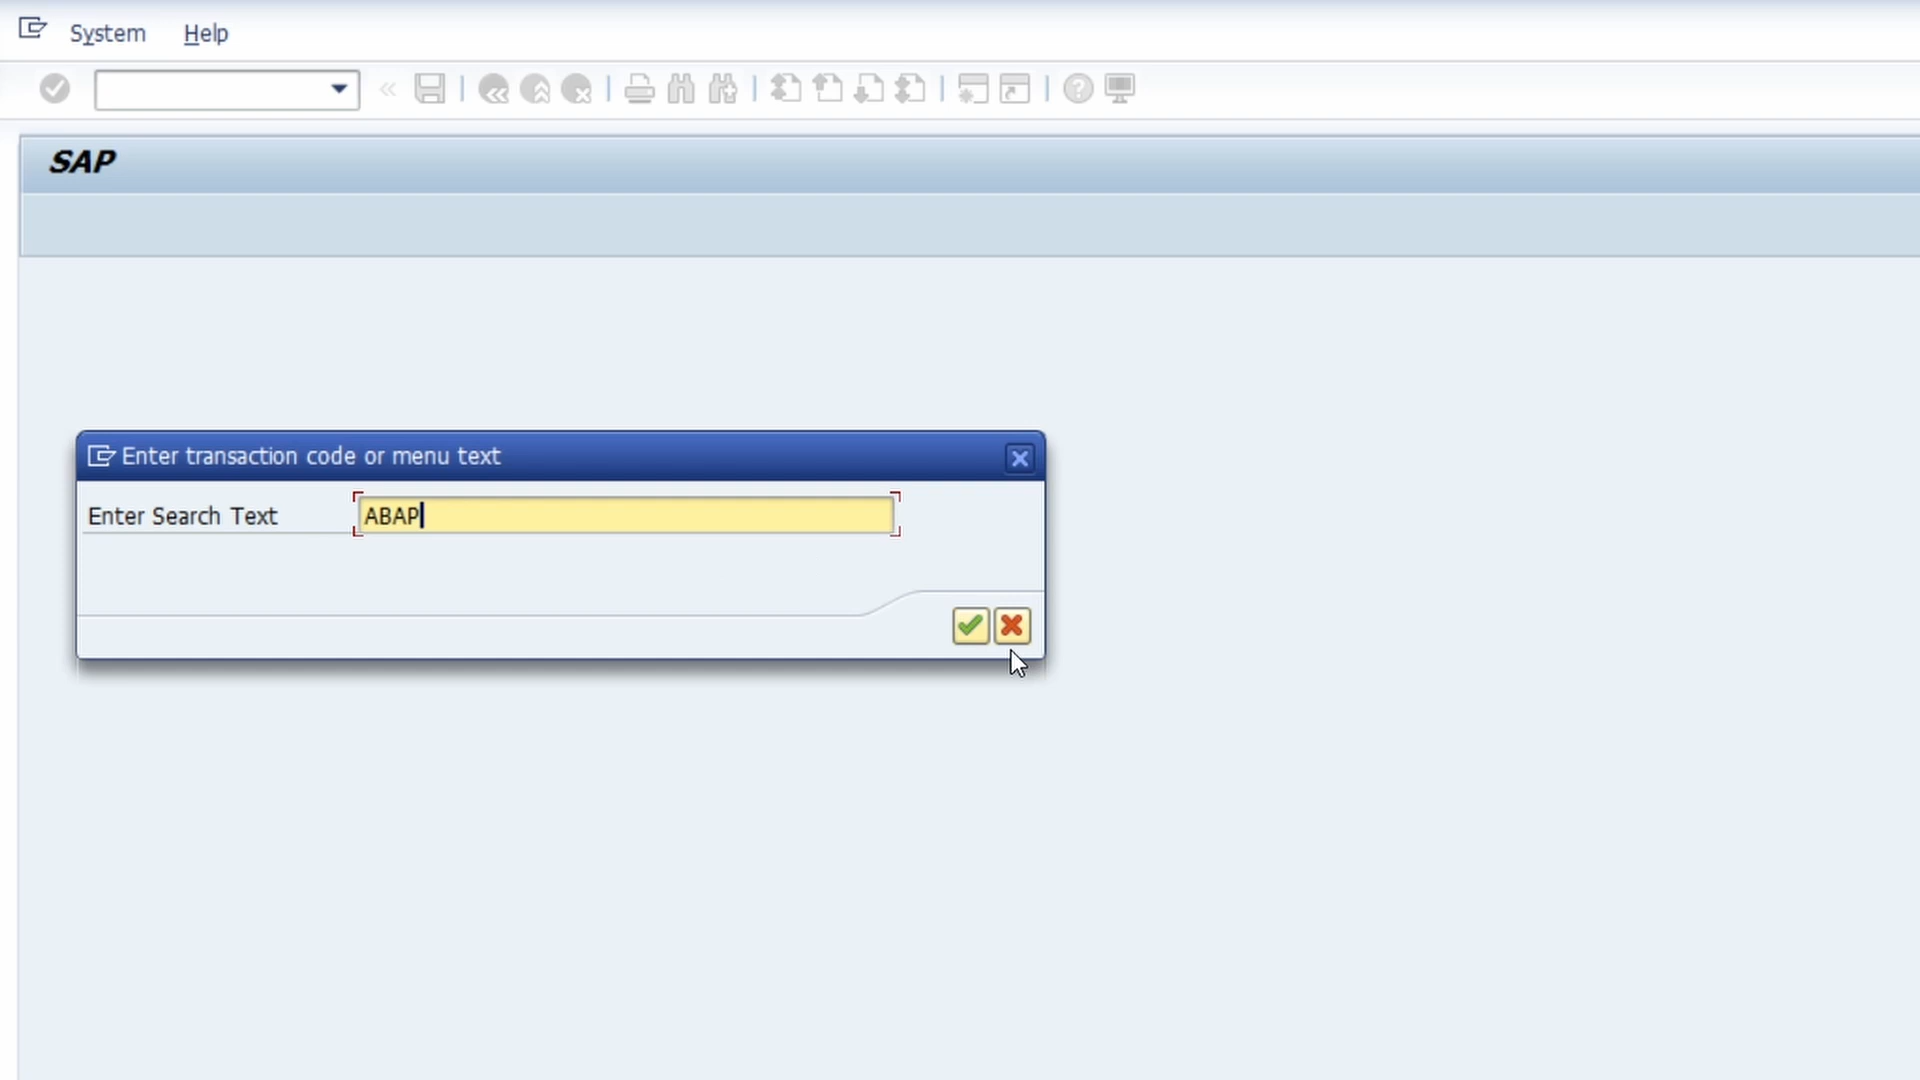 System Help
SAP
Enter transaction code or menu text
Enter Search Text ABAP